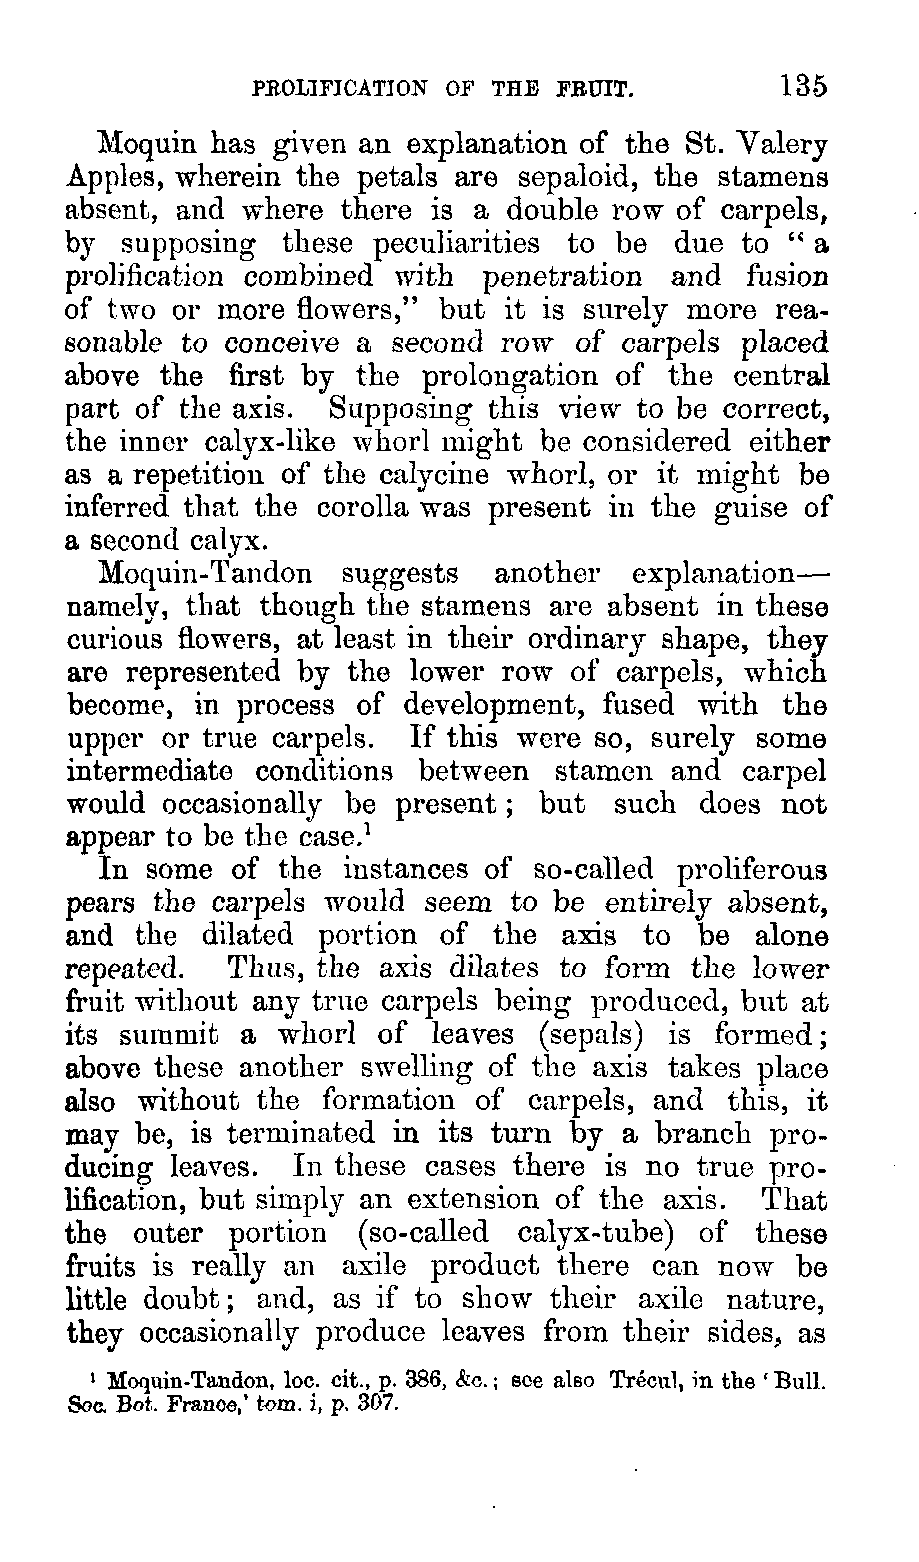 PROLIFICATION OF THE FRUIT. 135
Moquin has given an explanation of the St. Valery
Apples, wherein the petals are sepaloid, the stamens
absent, and where there is a double row of carpels,
by supposing these peculiarities to be due to “ a
prolification combined with penetration and fusion
of two or more flowers,” but it is surely more rea-
sonable to conceive a second row of carpels placed
above the first by the prolongation of the central
part of the axis. Supposing this view to be correct,
the inner calyx-like whorl might be considered either
as a repetition of the calycine whorl, or it might be
inferred that the corolla was present in the guise of
a second calyx.
Moquin-Tandon suggests another explanation—
namely, that though the stamens are absent in these
curious flowers, at least in their ordinary shape, they
are represented by the lower row of carpels, which
become, in process of development, fused with the
upper or true carpels. If this were so, surely some
intermediate conditions between stamen and carpel
would occasionally be present ; but such does not
appear to be the case.¹
In some of the instances of so-called proliferous
pears the carpels would seem to be entirely absent,
and the dilated portion of the axis to be alone
repeated. Thus, the axis dilates to form the lower
fruit without any true carpels being produced, but at
its summit a whorl of leaves (sepals) is formed ;
above these another swelling of the axis takes place
also without the formation of carpels, and this, it
may be, is terminated in its turn by a branch pro-
ducing leaves. In these cases there is no true pro-
lification, but simply an extension of the axis. That
the outer portion (so-called calyx-tube) of these
fruits is really an axile product there can now be
little doubt ; and, as if to show their axile nature,
they occasionally produce leaves from their sides, as
¹ Moquin-Tandon, loc. cit., p. 386, &c. ; see also Trécul, in the ‘ Bull.
Soc. Bot. France,’ tom. i, p. 307.